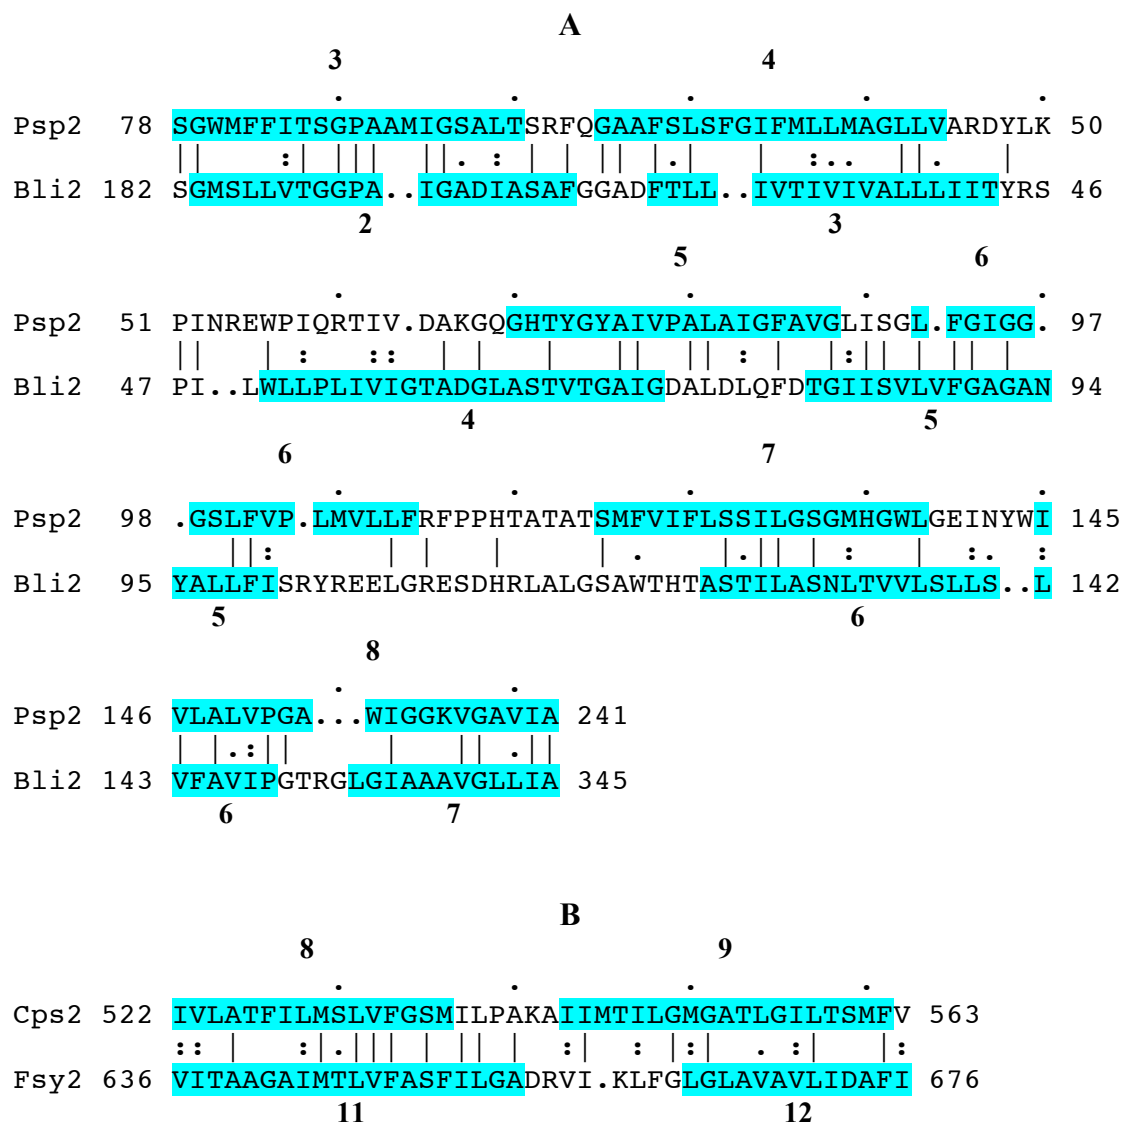 A
3 4
. . . . .
Psp2 78 SGWMFFITSGPAAMIGSALTSRFQGAAFSLSFGIFMLLMAGLLVARDYLK 50
|| :| ||| ||. : | | || |.| | :.. ||. |
Bli2 182 SGMSLLVTGGPA..IGADIASAFGGADFTLL..IVTIVIVALLLIITYRS 46
2 3
5 6
. . . . .
Psp2 51 PINREWPIQRTIV.DAKGQGHTYGYAIVPALAIGFAVGLISGL.FGIGG. 97
|| | : :: | | | || || : | |:|| | || |
Bli2 47 PI..LWLLPLIVIGTADGLASTVTGAIGDALDLQFDTGIISVLVFGAGAN 94
4 5
6 7
. . . . .
Psp2 98 .GSLFVP.LMVLLFRFPPHTATATSMFVIFLSSILGSGMHGWLGEINYWI 145
||: | | | | . |.|| | : | :. :
Bli2 95 YALLFISRYREELGRESDHRLALGSAWTHTASTILASNLTVVLSLLS..L 142
5 6
8
. .
Psp2 146 VLALVPGA...WIGGKVGAVIA 241
| |.:|| | || .||
Bli2 143 VFAVIPGTRGLGIAAAVGLLIA 345
6 7
B
8 9
. . . .
Cps2 522 IVLATFILMSLVFGSMILPAKAIIMTILGMGATLGILTSMFV 563
:: | :|.||| | || | :| : |:| . :| |:
Fsy2 636 VITAAGAIMTLVFASFILGADRVI.KLFGLGLAVAVLIDAFI 676
11 12